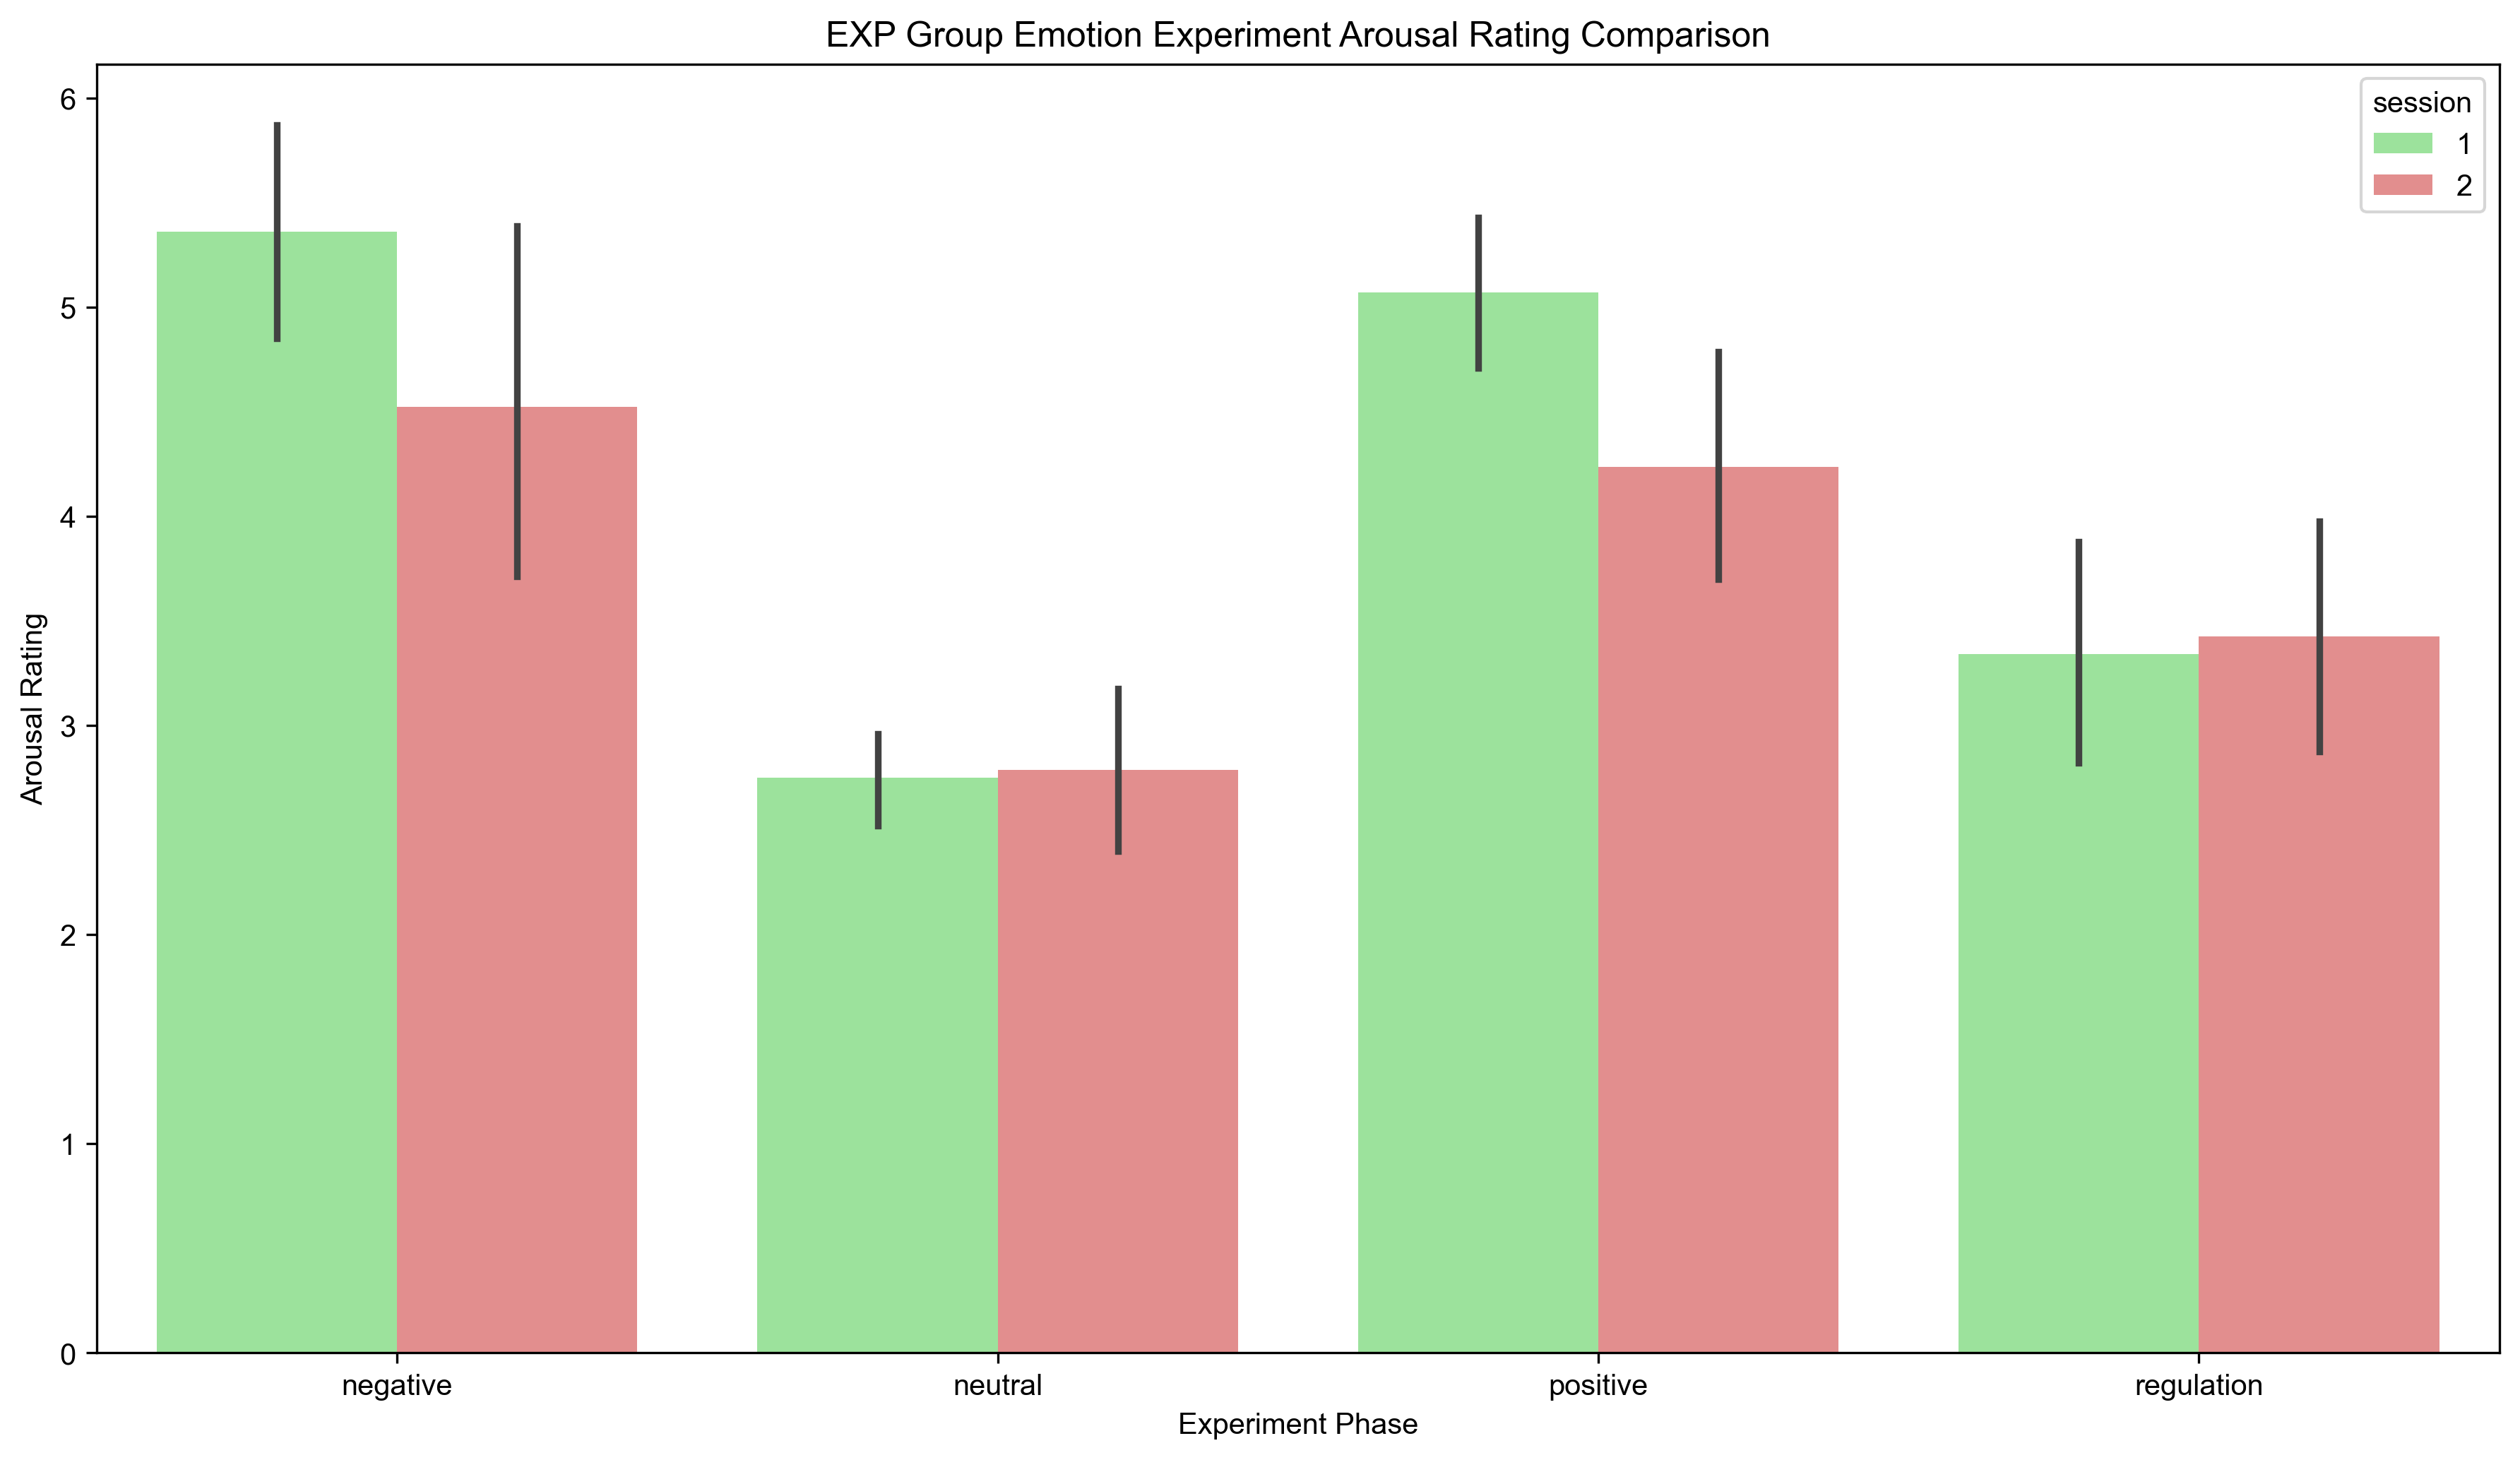 EXP Group Emotion Experiment Arousal Rating Comparison
session
1
2
Arousal Rating
6
5
4
3
2
1
0
negative
neutral
positive
regulation
Experiment Phase